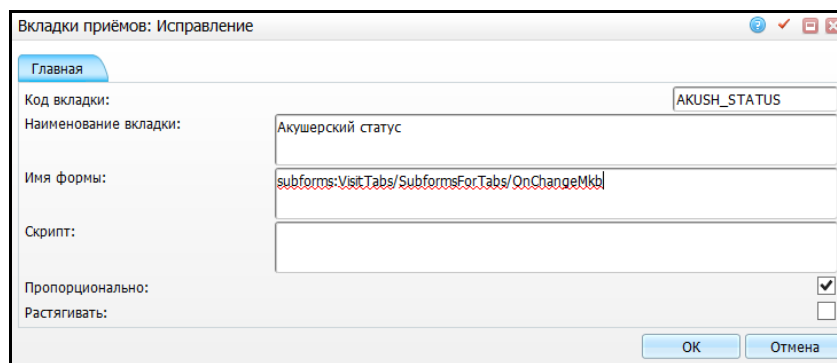 Вкладки приёмов: Исправление
Главная
Код вкладки: AKUSH_STATUS
Наименование вкладки: Акушерский статус
Имя формы: subforms:VisitTabs/SubformsForTabs/OnChangeMkb
Скрипт:
Пропорционально:
Растягивать:
ОК Отмена